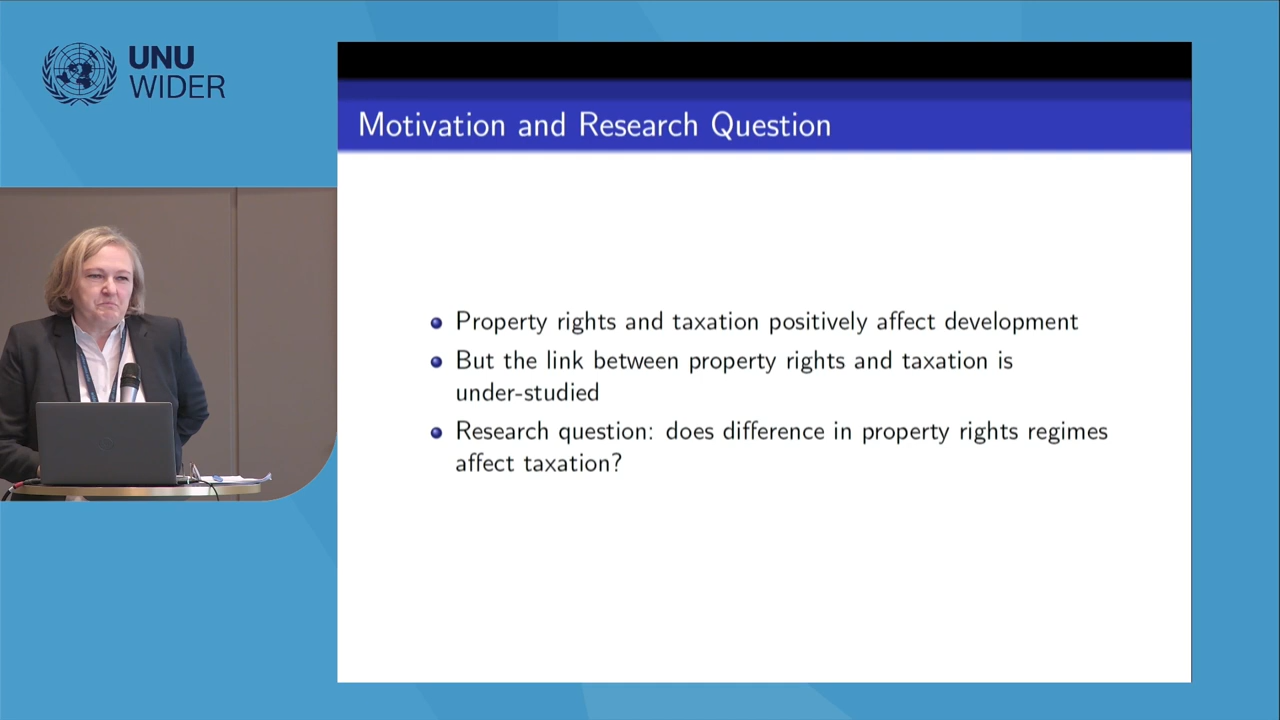 UNU
WIDER
Motivation and Research Question
Property rights and taxation positively affect development
But the link between property rights and taxation is
under-studied
Research question: does difference in property rights regimes
affect taxation?